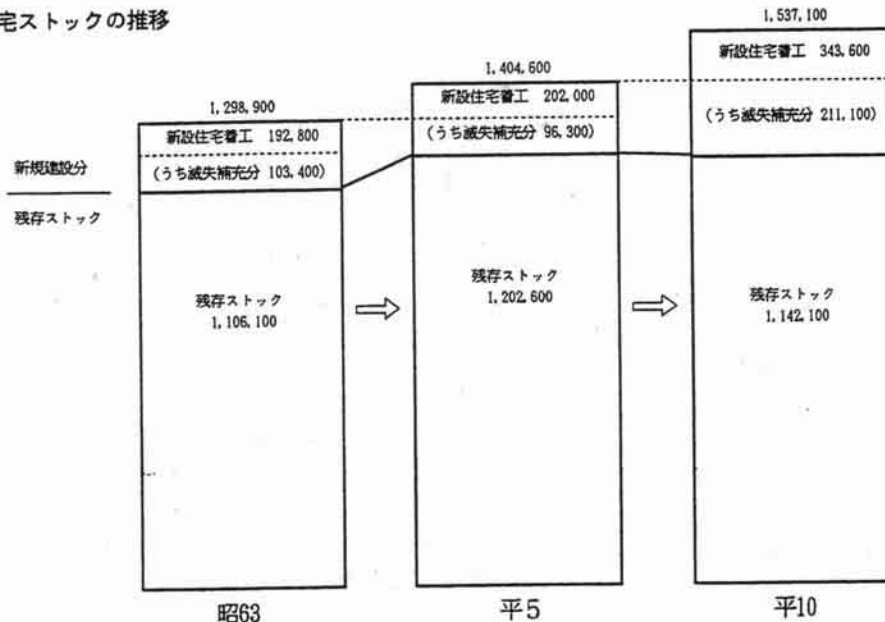 宅ストックの推移
1,537,100
新設住宅着工 343,600
(うち滅失補充分 211,100)
1,404,600
新設住宅着工 202,000
(うち滅失補充分 96,300)
1,298,900
新設住宅着工 192,800
(うち滅失補充分 103,400)
新規建設分
残存ストック
残存ストック
1,106,100
残存ストック
1,202,600
残存ストック
1,142,100
昭63
平5
平10